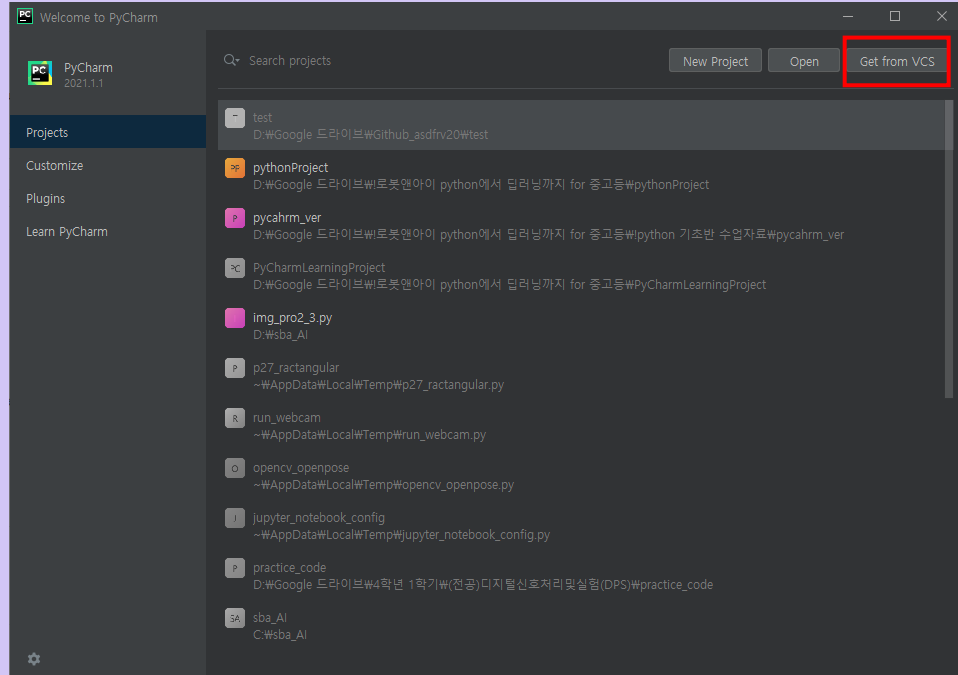 PC Welcome to PyCharm
PC PyCharm
2021.1.1
Search projects
New Project
Open
Get from VCS
Projects
Customize
Plugins
Learn PyCharm
T test
D:₩Google 드라이브₩Github_asdfrv20₩test
PP pythonProject
D:₩Google 드라이브₩!로봇앤아이 python에서 딥러닝까지 for 중고등₩pythonProject
P pycahrm_ver
D:₩Google 드라이브₩!로봇앤아이 python에서 딥러닝까지 for 중고등₩!python 기초반 수업자료₩pycahrm_ver
PC PyCharmLearningProject
D:₩Google 드라이브₩!로봇앤아이 python에서 딥러닝까지 for 중고등₩PyCharmLearningProject
img_pro2_3.py
D:₩sba_AI
P p27_ractangular
~₩AppData₩Local₩Temp₩p27_ractangular.py
R run_webcam
~₩AppData₩Local₩Temp₩run_webcam.py
O opencv_openpose
~₩AppData₩Local₩Temp₩opencv_openpose.py
J jupyter_notebook_config
~₩AppData₩Local₩Temp₩jupyter_notebook_config.py
P practice_code
D:₩Google 드라이브₩4학년 1학기₩(전공)디지털신호처리및실험(DPS)₩practice_code
SA sba_AI
C:₩sba_AI